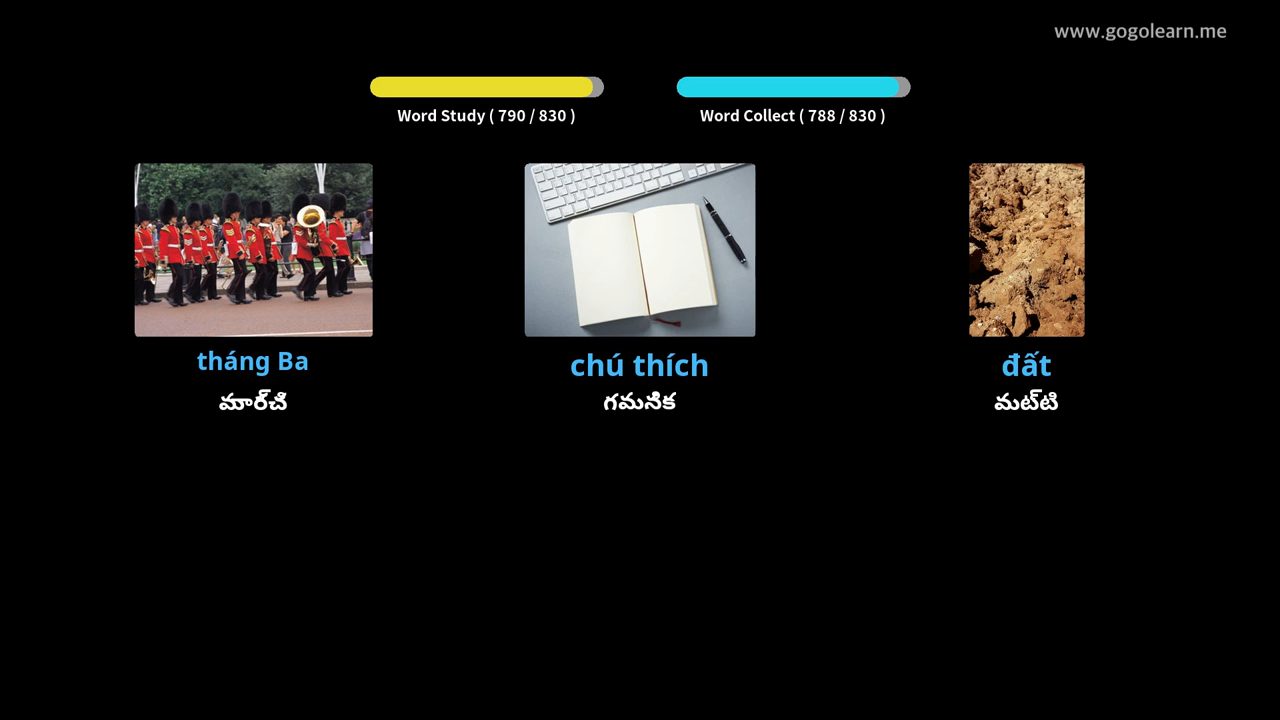 www.gogolearn.me
Word Study ( 790 / 830 )
Word Collect ( 788 / 830 )
tháng Ba
మార్‌చి
chú thích
గమనిక
đất
మట్‌టి